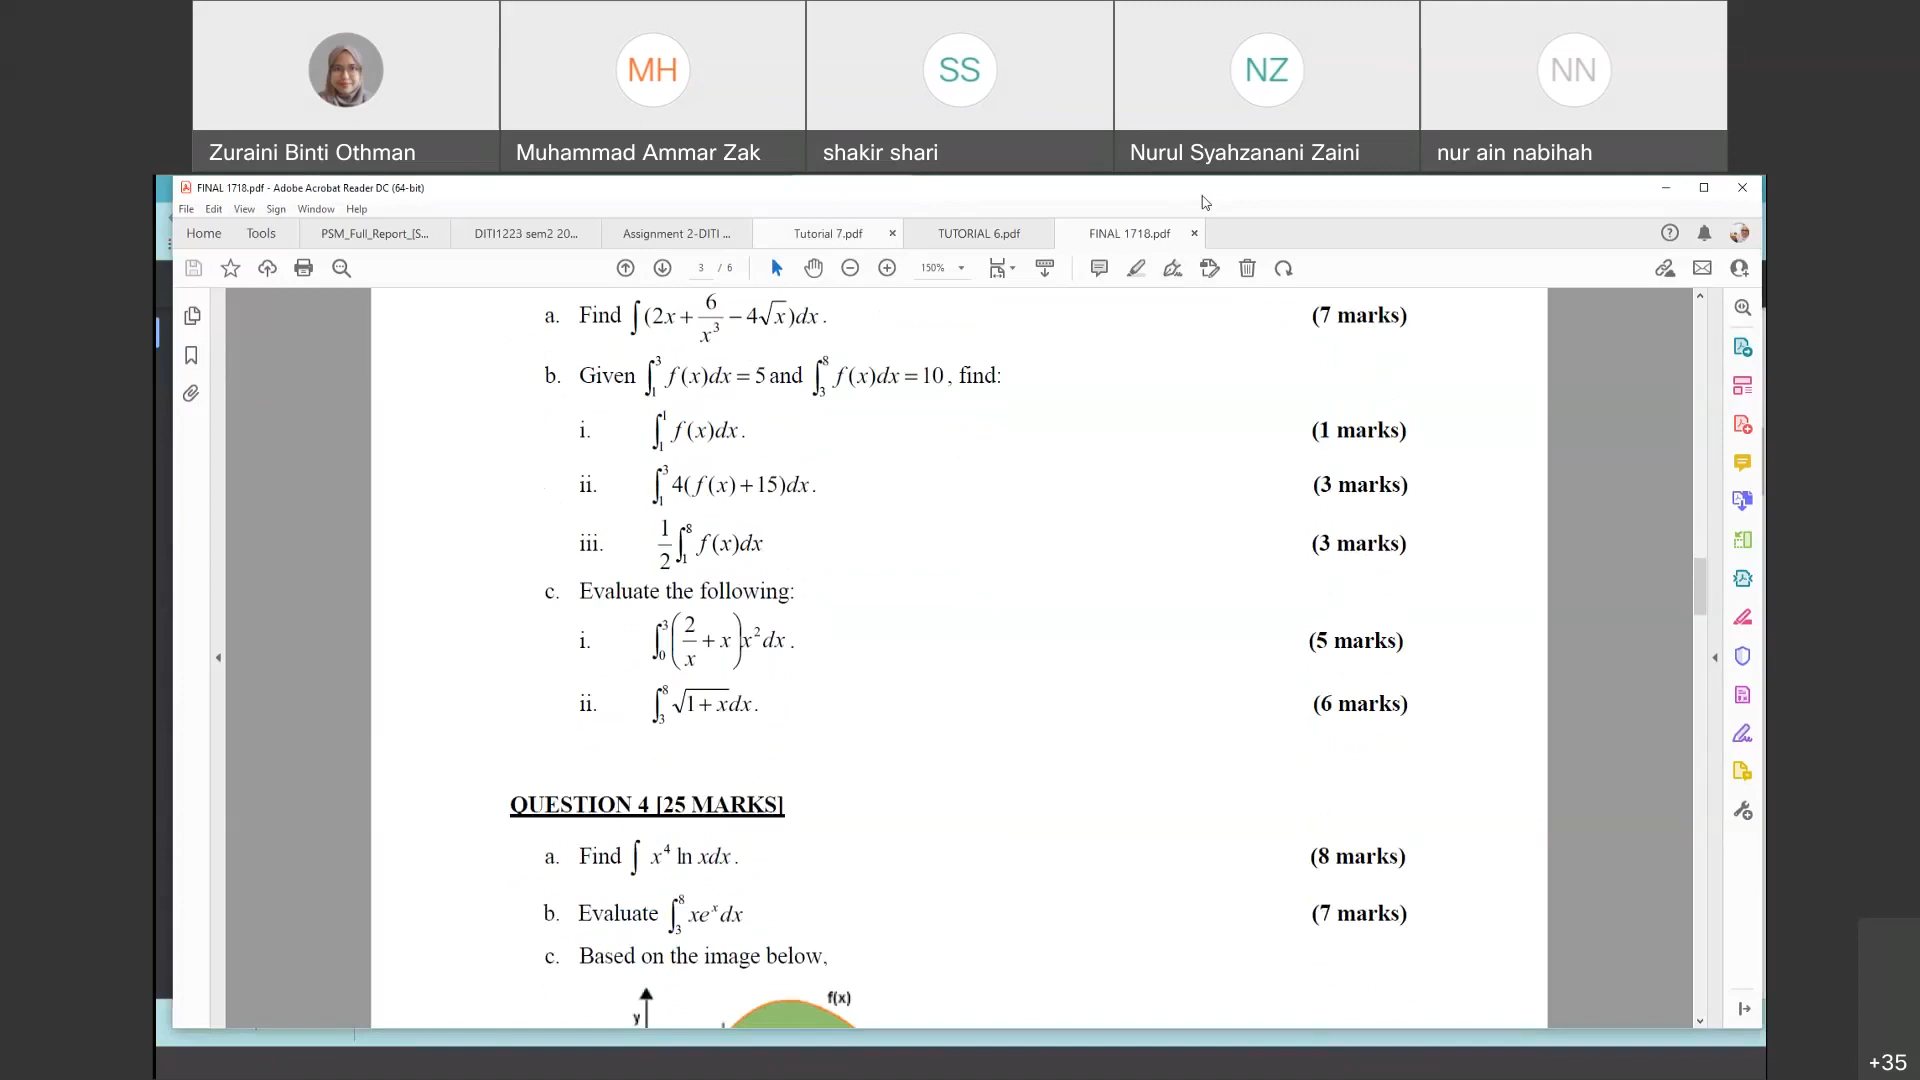 MH
SS
NZ
NN
Zuraini Binti Othman
Muhammad Ammar Zak
shakir shari
Nurul Syahzanani Zaini
nur ain nabihah
FINAL 1718.pdf - Adobe Acrobat Reader DC (64-bit)
File Edit View Sign Window Help
Home Tools PSM_Full_Report_[S... DITI1223 sem2 20... Assignment 2-DITI ... Tutorial 7.pdf × TUTORIAL 6.pdf FINAL 1718.pdf ×
3 / 6 150%
a. Find ∫(2x + 6/x³ − 4√x)dx. (7 marks)
b. Given ∫₁³ f(x)dx = 5 and ∫₃⁸ f(x)dx = 10, find:
i. ∫₁¹ f(x)dx. (1 marks)
ii. ∫₁³ 4(f(x)+15)dx. (3 marks)
iii. 1/2 ∫₁⁸ f(x)dx (3 marks)
c. Evaluate the following:
i. ∫₀³ (2/x + x)x² dx. (5 marks)
ii. ∫₃⁸ √(1+x)dx. (6 marks)
QUESTION 4 [25 MARKS]
a. Find ∫ x⁴ ln xdx. (8 marks)
b. Evaluate ∫₃⁸ xeˣ dx (7 marks)
c. Based on the image below,
f(x)
y
+35